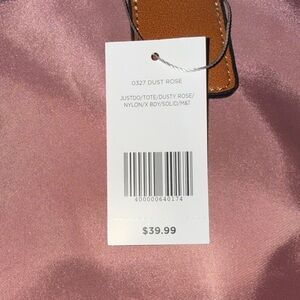 0327 DUST ROSE
JUSTDO/TOTE/DUSTY ROSE/
NYLON/X BDY/SOLID/M&T
400000640174
$39.99